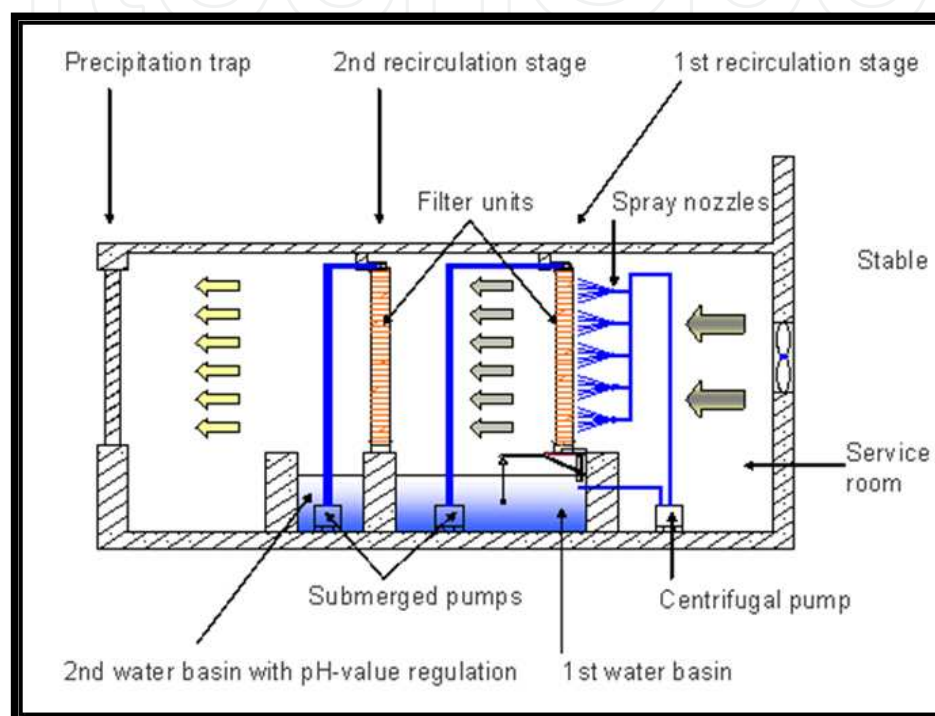 Precipitation trap
2nd recirculation stage
1st recirculation stage
Filter units
Spray nozzles
Stable
Service
room
Submerged pumps
Centrifugal pump
2nd water basin with pH-value regulation
1st water basin